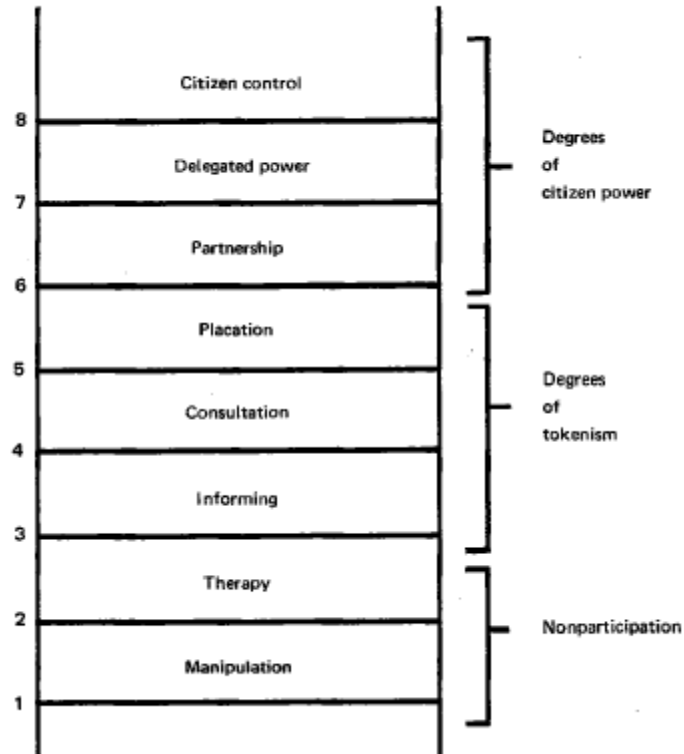 Citizen control
8
Delegated power
7
Partnership
6
Placation
5
Consultation
4
Informing
3
Therapy
2
Manipulation
1
Degrees
of
citizen power
Degrees
of
tokenism
Nonparticipation